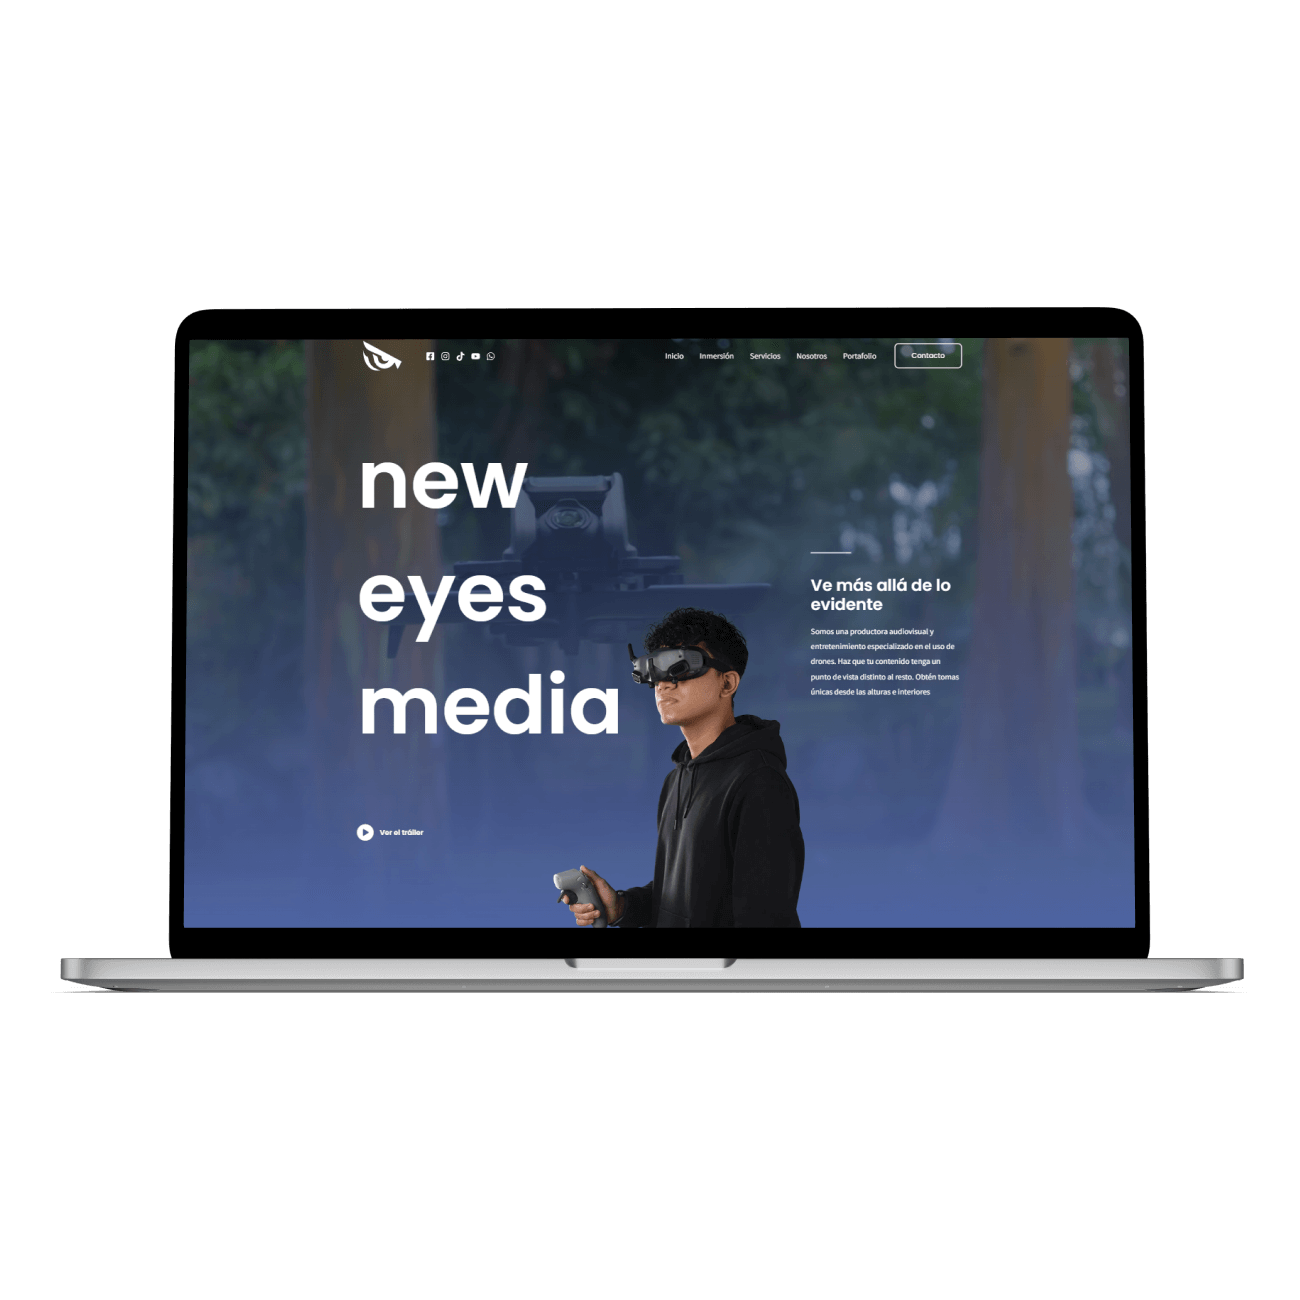 Inicio Inmersión Servicios Nosotros Portafolio Contacto
new
eyes
media
Ve más allá de lo
evidente
Somos una productora audiovisual y
entretenimiento especializado en el uso de
drones. Haz que tu contenido tenga un
punto de vista distinto al resto. Obtén tomas
únicas desde las alturas e interiores
Ver el tráiler